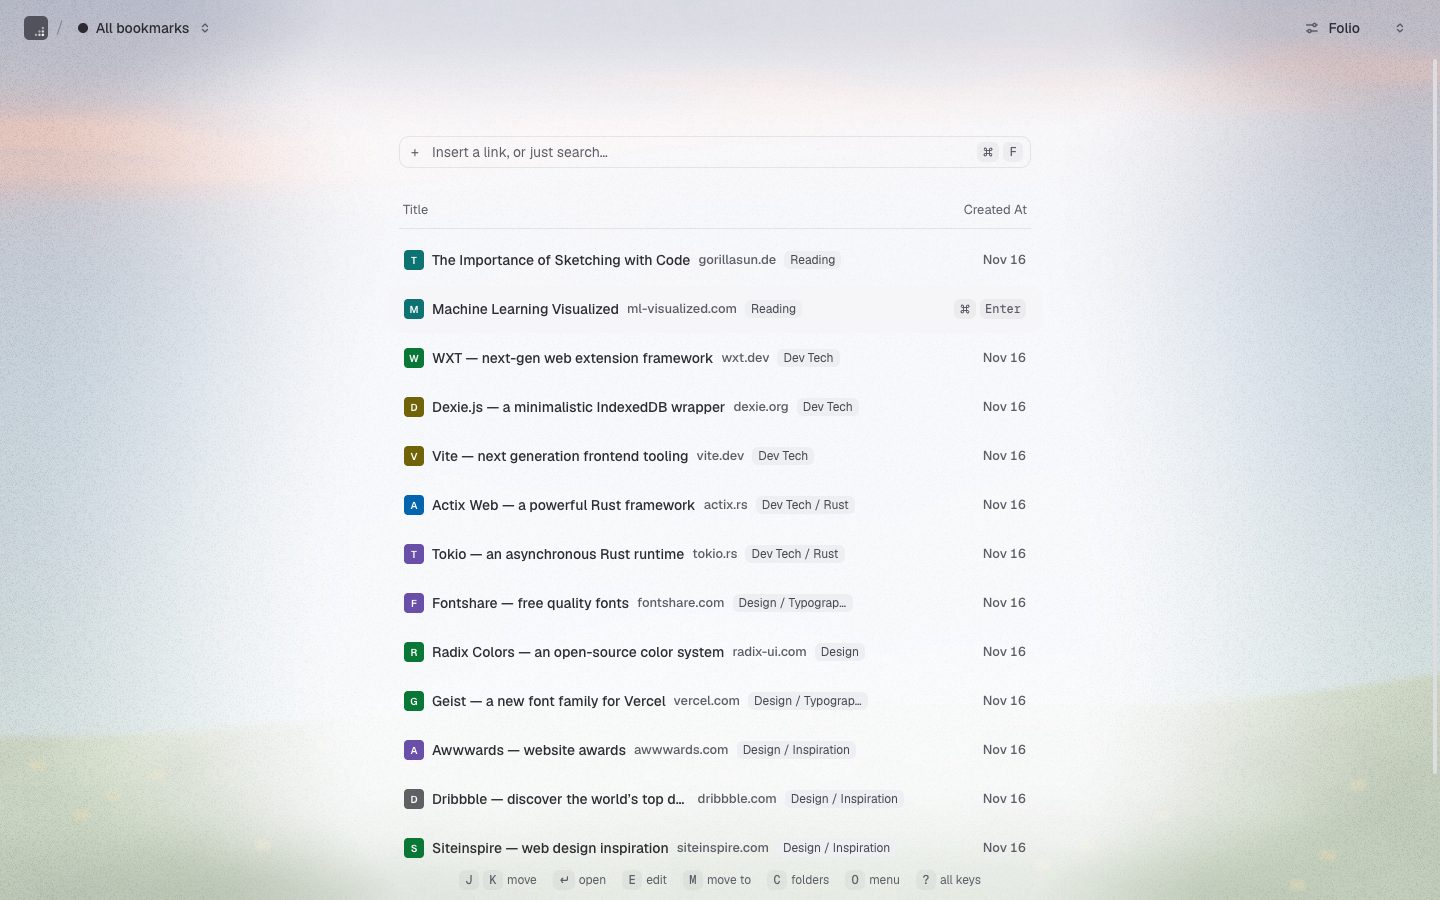 / All bookmarks
Folio
+ Insert a link, or just search… ⌘ F
Title Created At
T The Importance of Sketching with Code gorillasun.de Reading Nov 16
M Machine Learning Visualized ml-visualized.com Reading ⌘ Enter
W WXT — next-gen web extension framework wxt.dev Dev Tech Nov 16
D Dexie.js — a minimalistic IndexedDB wrapper dexie.org Dev Tech Nov 16
V Vite — next generation frontend tooling vite.dev Dev Tech Nov 16
A Actix Web — a powerful Rust framework actix.rs Dev Tech / Rust Nov 16
T Tokio — an asynchronous Rust runtime tokio.rs Dev Tech / Rust Nov 16
F Fontshare — free quality fonts fontshare.com Design / Typograp… Nov 16
R Radix Colors — an open-source color system radix-ui.com Design Nov 16
G Geist — a new font family for Vercel vercel.com Design / Typograp… Nov 16
A Awwwards — website awards awwwards.com Design / Inspiration Nov 16
D Dribbble — discover the world’s top d… dribbble.com Design / Inspiration Nov 16
S Siteinspire — web design inspiration siteinspire.com Design / Inspiration Nov 16
J K move ↵ open E edit M move to C folders O menu ? all keys